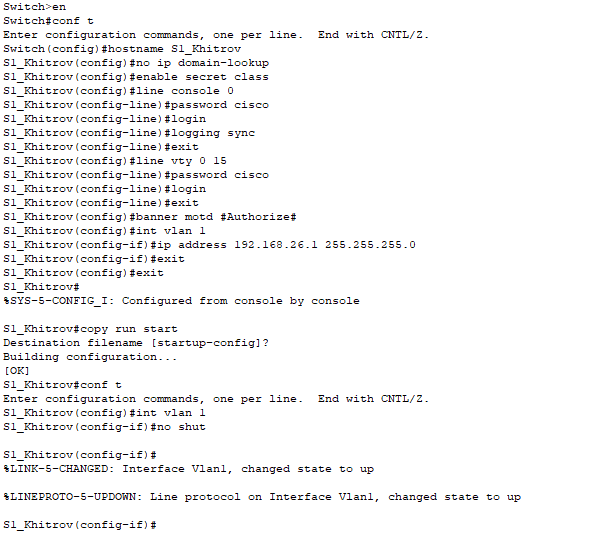 Switch>en
Switch#conf t
Enter configuration commands, one per line.  End with CNTL/Z.
Switch(config)#hostname S1_Khitrov
S1_Khitrov(config)#no ip domain-lookup
S1_Khitrov(config)#enable secret class
S1_Khitrov(config)#line console 0
S1_Khitrov(config-line)#password cisco
S1_Khitrov(config-line)#login
S1_Khitrov(config-line)#logging sync
S1_Khitrov(config-line)#exit
S1_Khitrov(config)#line vty 0 15
S1_Khitrov(config-line)#password cisco
S1_Khitrov(config-line)#login
S1_Khitrov(config-line)#exit
S1_Khitrov(config)#banner motd #Authorize#
S1_Khitrov(config)#int vlan 1
S1_Khitrov(config-if)#ip address 192.168.26.1 255.255.255.0
S1_Khitrov(config-if)#exit
S1_Khitrov(config)#exit
S1_Khitrov#
%SYS-5-CONFIG_I: Configured from console by console
S1_Khitrov#copy run start
Destination filename [startup-config]?
Building configuration...
[OK]
S1_Khitrov#conf t
Enter configuration commands, one per line.  End with CNTL/Z.
S1_Khitrov(config)#int vlan 1
S1_Khitrov(config-if)#no shut
S1_Khitrov(config-if)#
%LINK-5-CHANGED: Interface Vlan1, changed state to up
%LINEPROTO-5-UPDOWN: Line protocol on Interface Vlan1, changed state to up
S1_Khitrov(config-if)#